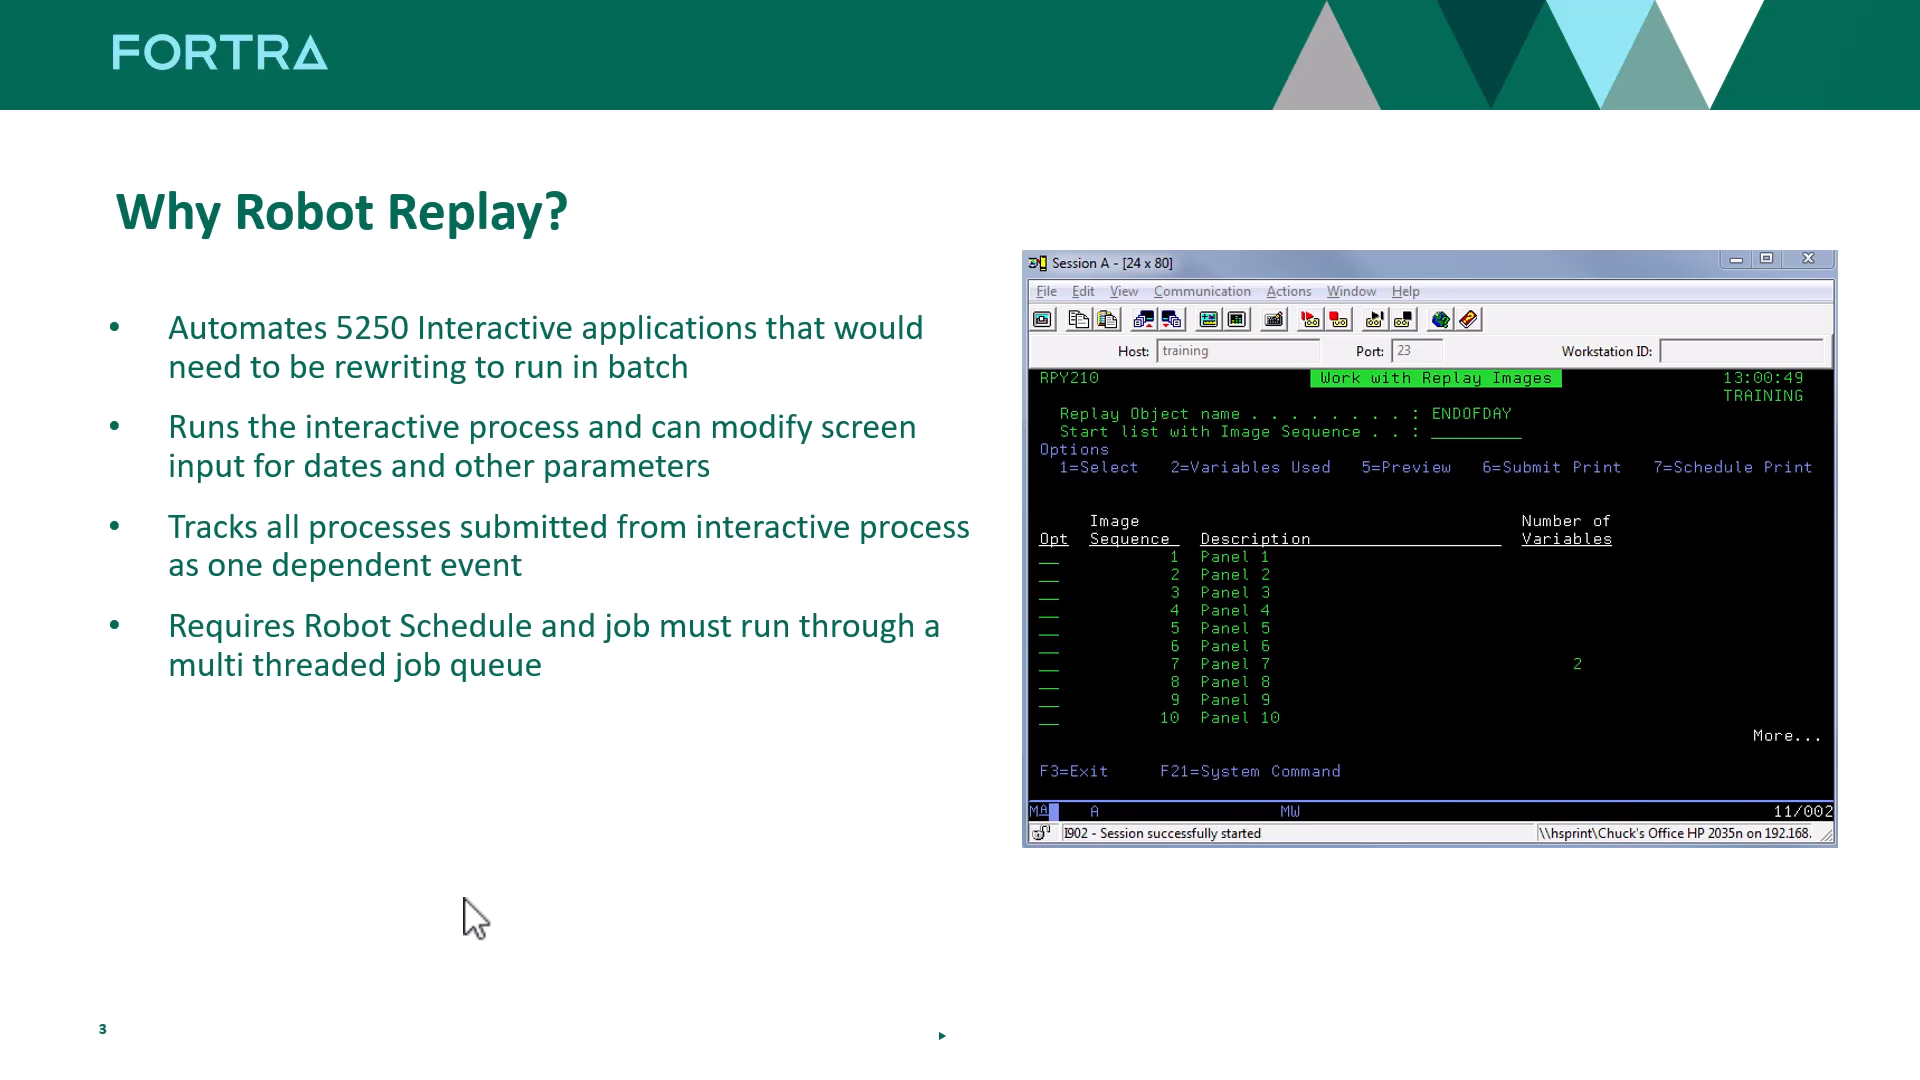 FORTRA
Why Robot Replay?
• Automates 5250 Interactive applications that would
need to be rewriting to run in batch
• Runs the interactive process and can modify screen
input for dates and other parameters
• Tracks all processes submitted from interactive process
as one dependent event
• Requires Robot Schedule and job must run through a
multi threaded job queue
Session A - [24 x 80]
File Edit View Communication Actions Window Help
Host: training Port: 23 Workstation ID:
RPY210 Work with Replay Images 13:00:49
TRAINING
Replay Object name . . . . . . . . : ENDOFDAY
Start list with Image Sequence . . :
Options
1=Select 2=Variables Used 5=Preview 6=Submit Print 7=Schedule Print
Image Number of
Opt Sequence Description Variables
1 Panel 1
2 Panel 2
3 Panel 3
4 Panel 4
5 Panel 5
6 Panel 6
7 Panel 7 2
8 Panel 8
9 Panel 9
10 Panel 10
More...
F3=Exit F21=System Command
MA A MW 11/002
I902 - Session successfully started \\hsprint\Chuck's Office HP 2035n on 192.168.
3